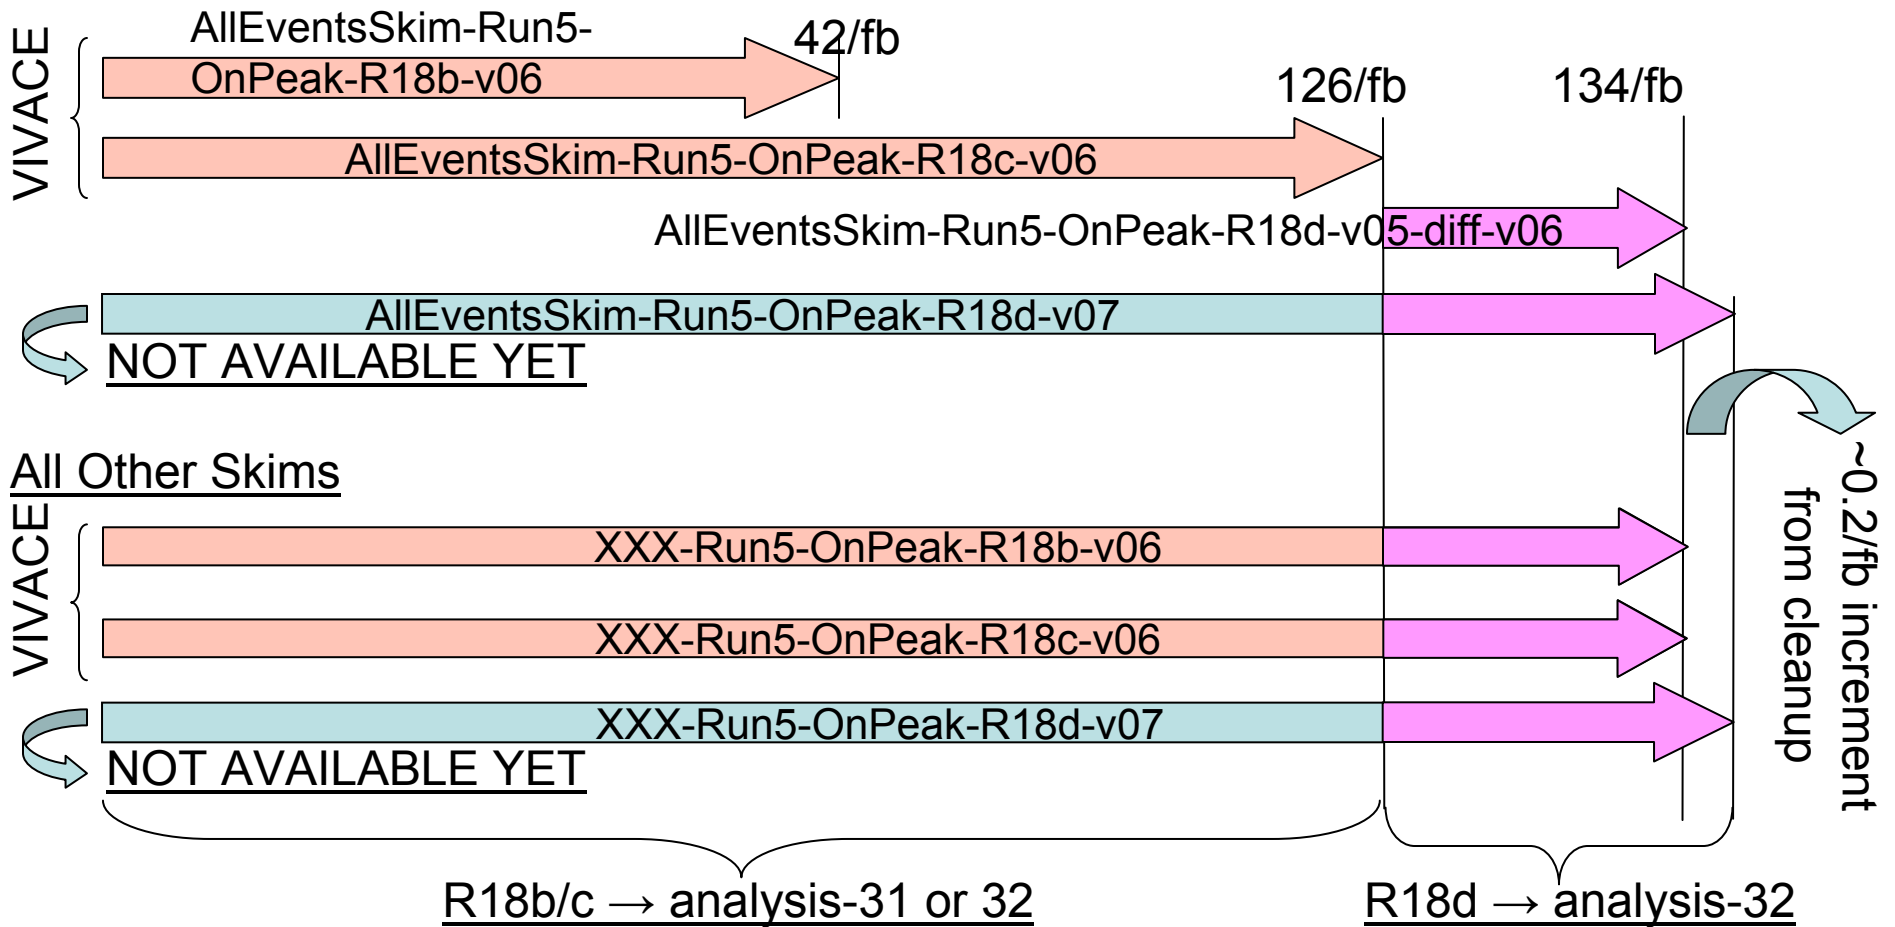 VIVACE
AllEventsSkim-Run5-
OnPeak-R18b-v06
42/fb
126/fb
134/fb
AllEventsSkim-Run5-OnPeak-R18c-v06
AllEventsSkim-Run5-OnPeak-R18d-v05-diff-v06
AllEventsSkim-Run5-OnPeak-R18d-v07
NOT AVAILABLE YET
All Other Skims
VIVACE
XXX-Run5-OnPeak-R18b-v06
XXX-Run5-OnPeak-R18c-v06
XXX-Run5-OnPeak-R18d-v07
NOT AVAILABLE YET
~0.2/fb increment
from cleanup
R18b/c → analysis-31 or 32
R18d → analysis-32